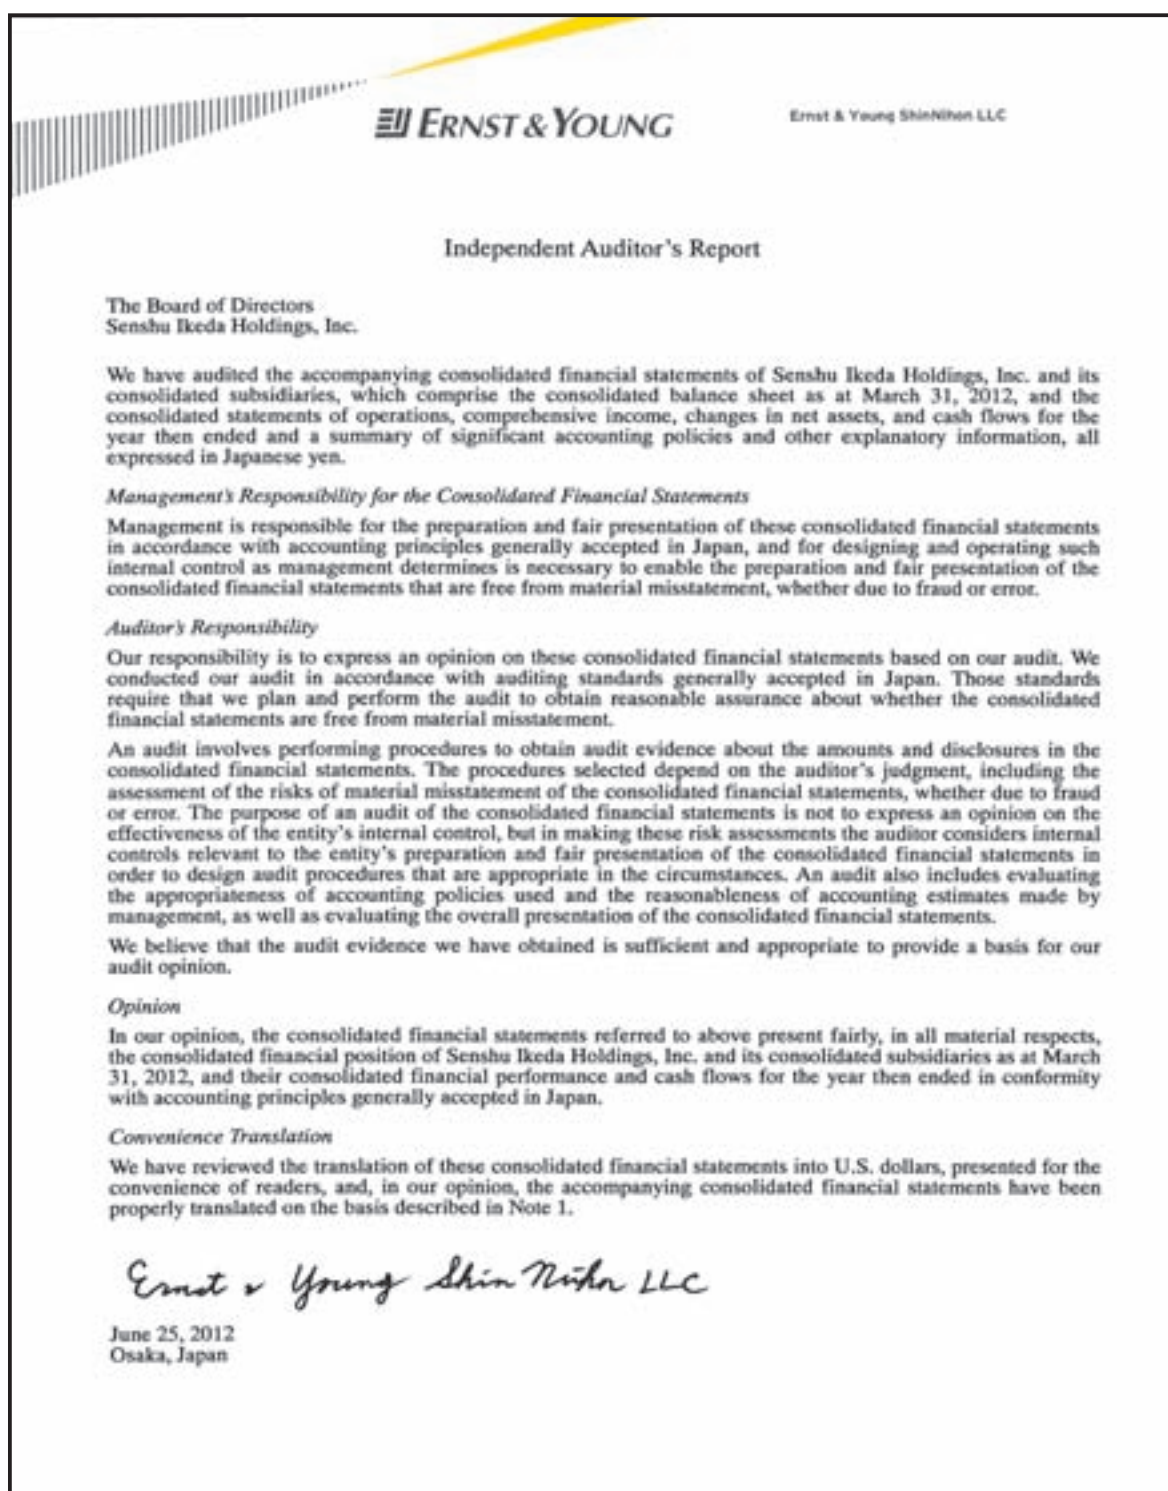 ERNST & YOUNG
Ernst & Young ShinNihon LLC
Independent Auditor's Report
The Board of Directors
Senshu Ikeda Holdings, Inc.
We have audited the accompanying consolidated financial statements of Senshu Ikeda Holdings, Inc. and its
consolidated subsidiaries, which comprise the consolidated balance sheet as at March 31, 2012, and the
consolidated statements of operations, comprehensive income, changes in net assets, and cash flows for the
year then ended and a summary of significant accounting policies and other explanatory information, all
expressed in Japanese yen.
Management's Responsibility for the Consolidated Financial Statements
Management is responsible for the preparation and fair presentation of these consolidated financial statements
in accordance with accounting principles generally accepted in Japan, and for designing and operating such
internal control as management determines is necessary to enable the preparation and fair presentation of the
consolidated financial statements that are free from material misstatement, whether due to fraud or error.
Auditor's Responsibility
Our responsibility is to express an opinion on these consolidated financial statements based on our audit. We
conducted our audit in accordance with auditing standards generally accepted in Japan. Those standards
require that we plan and perform the audit to obtain reasonable assurance about whether the consolidated
financial statements are free from material misstatement.
An audit involves performing procedures to obtain audit evidence about the amounts and disclosures in the
consolidated financial statements. The procedures selected depend on the auditor's judgment, including the
assessment of the risks of material misstatement of the consolidated financial statements, whether due to fraud
or error. The purpose of an audit of the consolidated financial statements is not to express an opinion on the
effectiveness of the entity's internal control, but in making these risk assessments the auditor considers internal
controls relevant to the entity's preparation and fair presentation of the consolidated financial statements in
order to design audit procedures that are appropriate in the circumstances. An audit also includes evaluating
the appropriateness of accounting policies used and the reasonableness of accounting estimates made by
management, as well as evaluating the overall presentation of the consolidated financial statements.
We believe that the audit evidence we have obtained is sufficient and appropriate to provide a basis for our
audit opinion.
Opinion
In our opinion, the consolidated financial statements referred to above present fairly, in all material respects,
the consolidated financial position of Senshu Ikeda Holdings, Inc. and its consolidated subsidiaries as at March
31, 2012, and their consolidated financial performance and cash flows for the year then ended in conformity
with accounting principles generally accepted in Japan.
Convenience Translation
We have reviewed the translation of these consolidated financial statements into U.S. dollars, presented for the
convenience of readers, and, in our opinion, the accompanying consolidated financial statements have been
properly translated on the basis described in Note 1.
Ernst & Young Shin Nihon LLC
June 25, 2012
Osaka, Japan